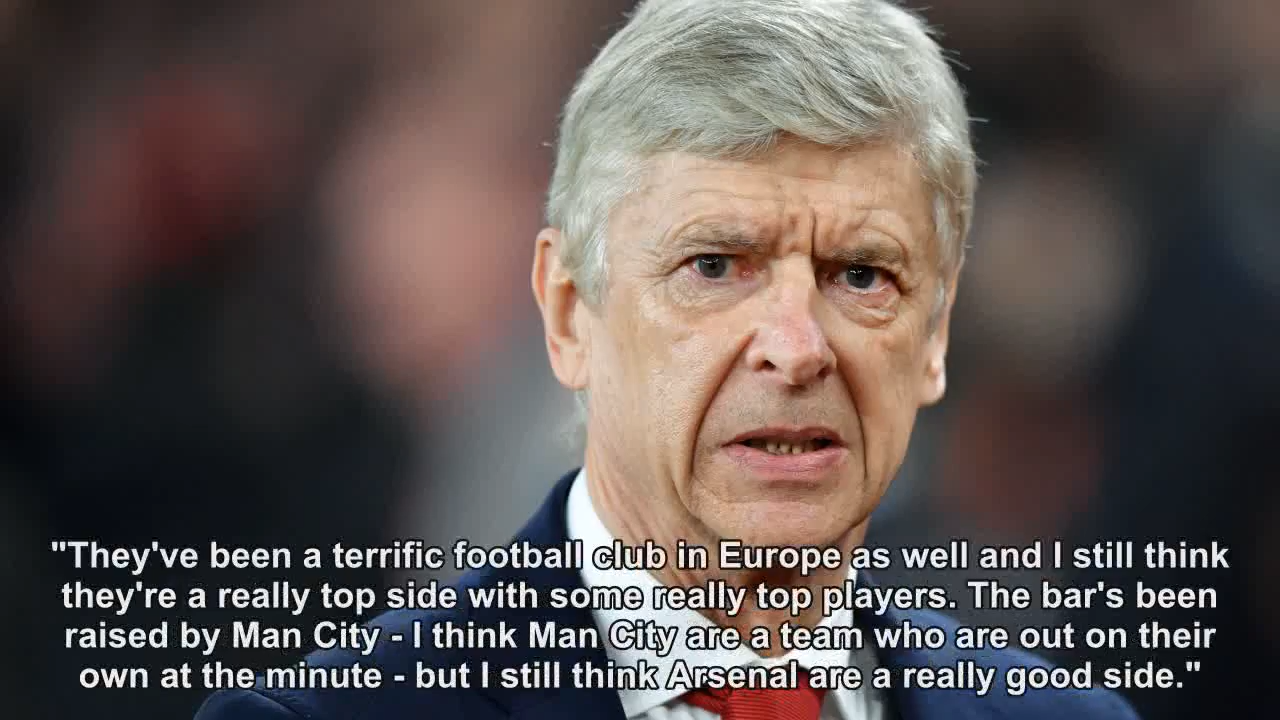 "They've been a terrific football club in Europe as well and I still think
they're a really top side with some really top players. The bar's been
raised by Man City - I think Man City are a team who are out on their
own at the minute - but I still think Arsenal are a really good side."